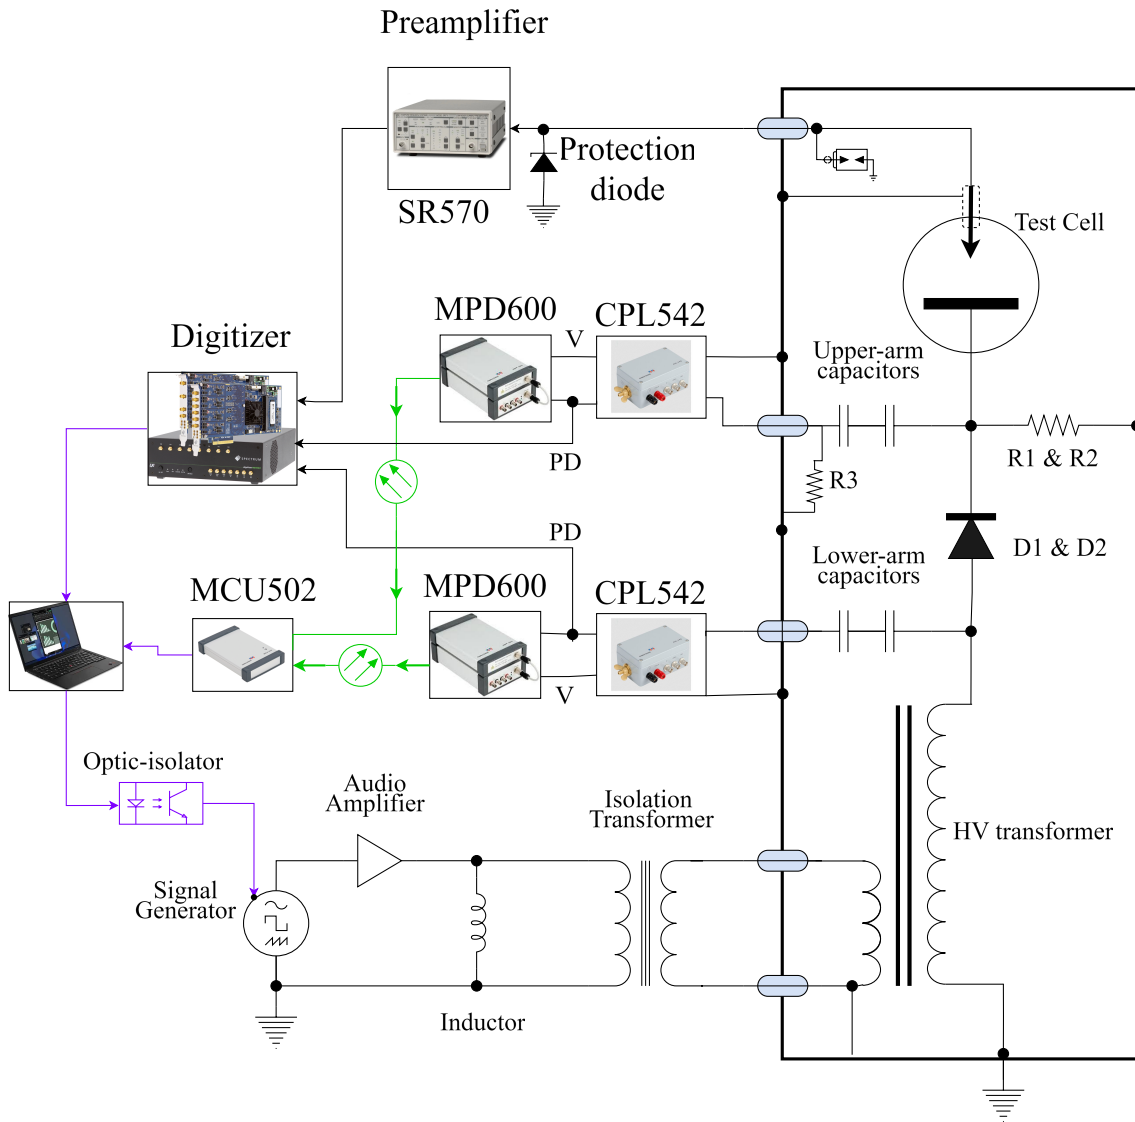 Preamplifier
Protection
diode
SR570
Test Cell
MPD600
CPL542
V
Digitizer
Upper-arm
capacitors
PD
R1 & R2
R3
PD
D1 & D2
Lower-arm
capacitors
MCU502
MPD600
CPL542
V
Optic-isolator
Audio
Amplifier
Isolation
Transformer
HV transformer
Signal
Generator
Inductor